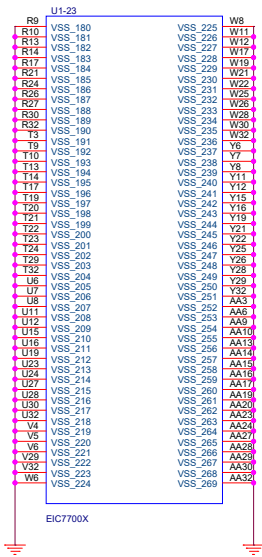 U1-23
R9 VSS_180 VSS_225 W8
R10 VSS_181 VSS_226 W11
R13 VSS_182 VSS_227 W12
R14 VSS_183 VSS_228 W17
R17 VSS_184 VSS_229 W19
R21 VSS_185 VSS_230 W21
R24 VSS_186 VSS_231 W22
R26 VSS_187 VSS_232 W25
R27 VSS_188 VSS_233 W26
R30 VSS_189 VSS_234 W28
R32 VSS_190 VSS_235 W30
T3 VSS_191 VSS_236 W32
T9 VSS_192 VSS_237 Y6
T10 VSS_193 VSS_238 Y7
T13 VSS_194 VSS_239 Y8
T14 VSS_195 VSS_240 Y11
T17 VSS_196 VSS_241 Y12
T19 VSS_197 VSS_242 Y15
T20 VSS_198 VSS_243 Y16
T21 VSS_199 VSS_244 Y19
T22 VSS_200 VSS_245 Y21
T23 VSS_201 VSS_246 Y22
T24 VSS_202 VSS_247 Y25
T29 VSS_203 VSS_248 Y26
T32 VSS_204 VSS_249 Y28
U6 VSS_205 VSS_250 Y29
U7 VSS_206 VSS_251 Y32
U8 VSS_207 VSS_252 AA3
U11 VSS_208 VSS_253 AA6
U12 VSS_209 VSS_254 AA9
U15 VSS_210 VSS_255 AA10
U16 VSS_211 VSS_256 AA13
U19 VSS_212 VSS_257 AA14
U23 VSS_213 VSS_258 AA15
U24 VSS_214 VSS_259 AA16
U27 VSS_215 VSS_260 AA17
U28 VSS_216 VSS_261 AA19
U30 VSS_217 VSS_262 AA20
U32 VSS_218 VSS_263 AA23
V4 VSS_219 VSS_264 AA24
V5 VSS_220 VSS_265 AA27
V6 VSS_221 VSS_266 AA28
V29 VSS_222 VSS_267 AA29
V32 VSS_223 VSS_268 AA30
W6 VSS_224 VSS_269 AA32
EIC7700X